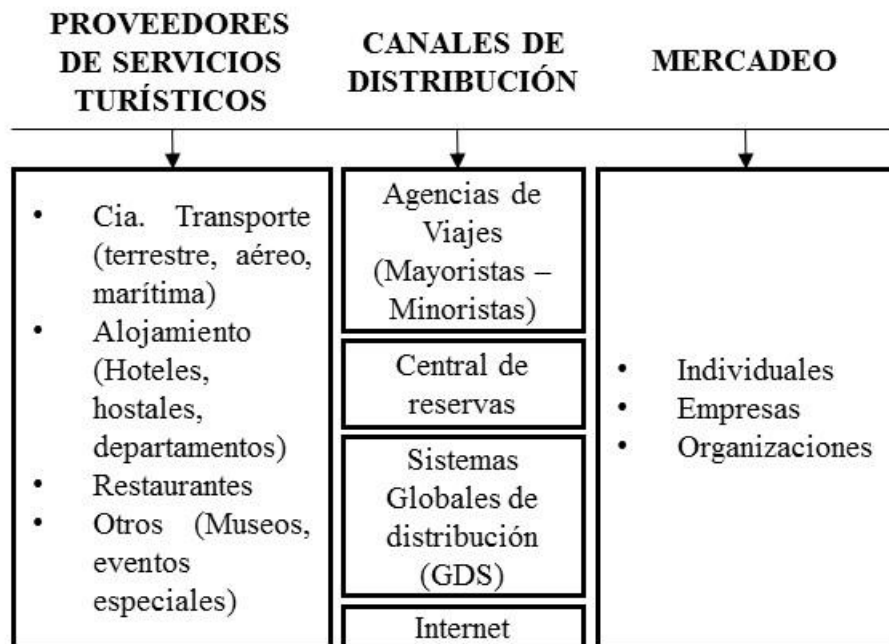 PROVEEDORES
DE SERVICIOS
TURÍSTICOS
CANALES DE
DISTRIBUCIÓN
MERCADEO
• Cia. Transporte
(terrestre, aéreo,
marítima)
• Alojamiento
(Hoteles,
hostales,
departamentos)
• Restaurantes
• Otros (Museos,
eventos
especiales)
Agencias de
Viajes
(Mayoristas –
Minoristas)
Central de
reservas
Sistemas
Globales de
distribución
(GDS)
Internet
• Individuales
• Empresas
• Organizaciones